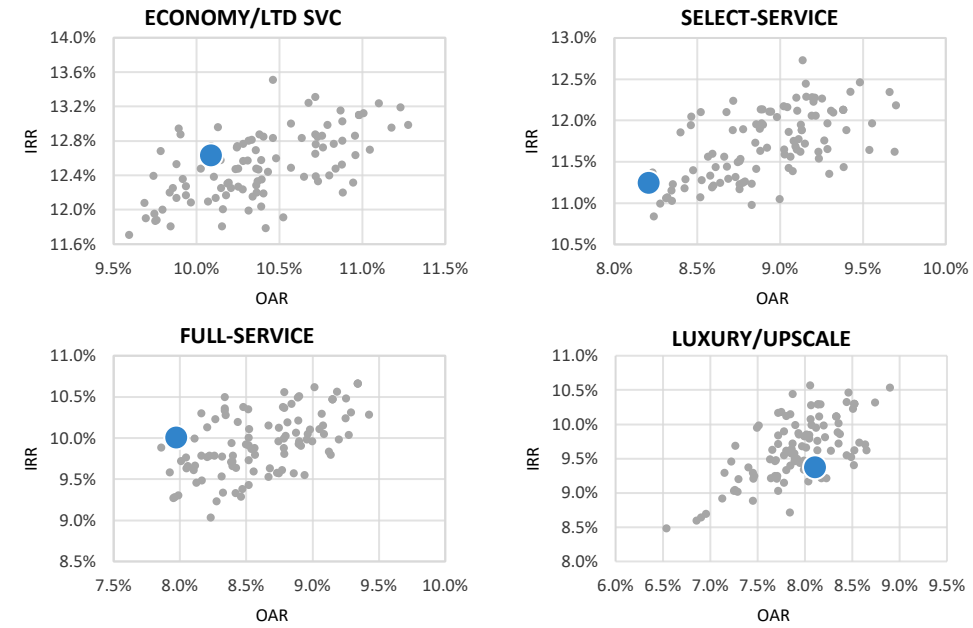 ECONOMY/LTD SVC
14.0%
13.6%
13.2%
12.8%
12.4%
12.0%
11.6%
IRR
9.5% 10.0% 10.5% 11.0% 11.5%
OAR
SELECT-SERVICE
13.0%
12.5%
12.0%
11.5%
11.0%
10.5%
IRR
8.0% 8.5% 9.0% 9.5% 10.0%
OAR
FULL-SERVICE
11.0%
10.5%
10.0%
9.5%
9.0%
8.5%
IRR
7.5% 8.0% 8.5% 9.0% 9.5% 10.0%
OAR
LUXURY/UPSCALE
11.0%
10.5%
10.0%
9.5%
9.0%
8.5%
8.0%
IRR
6.0% 6.5% 7.0% 7.5% 8.0% 8.5% 9.0% 9.5%
OAR